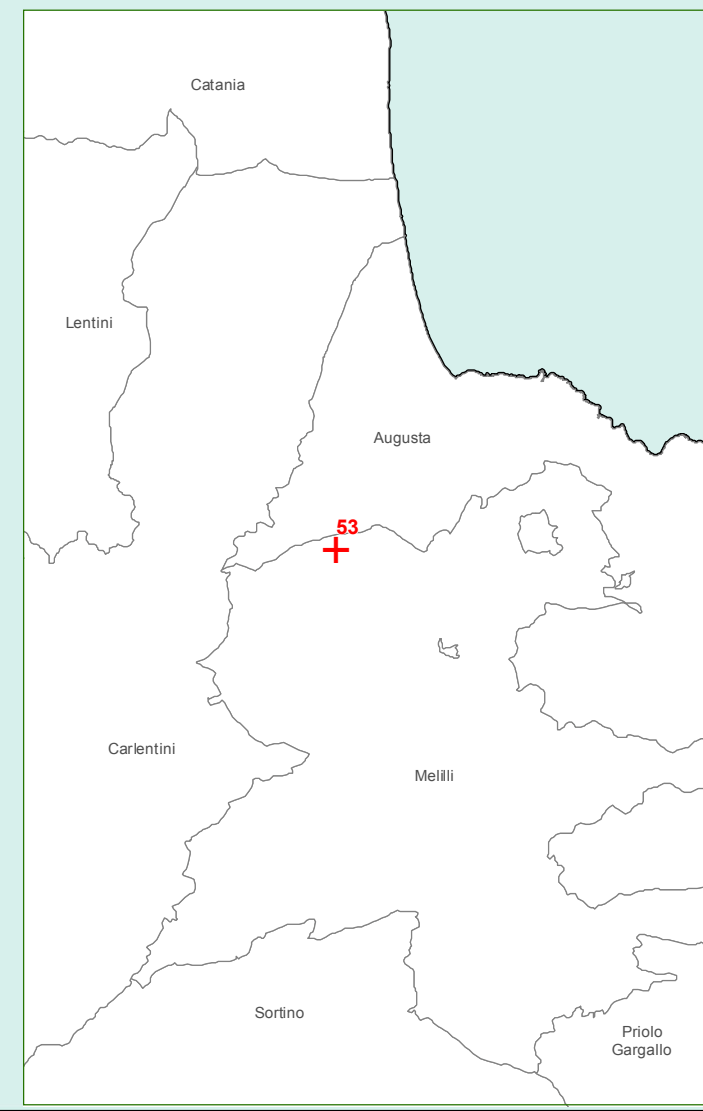 Catania
Lentini
Augusta
53
Carlentini
Melilli
Sortino
Priolo
Gargallo